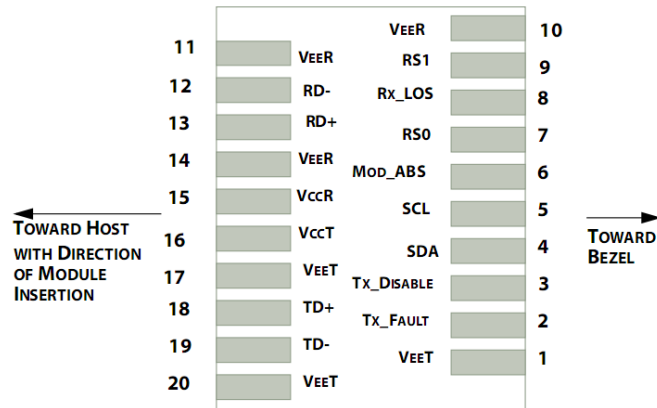 VEER 10
11 VEER RS1 9
12 RD- RX_LOS 8
13 RD+ RS0 7
14 VEER MOD_ABS 6
15 VCCR SCL 5
16 VCCT SDA 4
17 VEET TX_DISABLE 3
18 TD+ TX_FAULT 2
19 TD- VEET 1
20 VEET
TOWARD HOST
WITH DIRECTION
OF MODULE
INSERTION
TOWARD
BEZEL